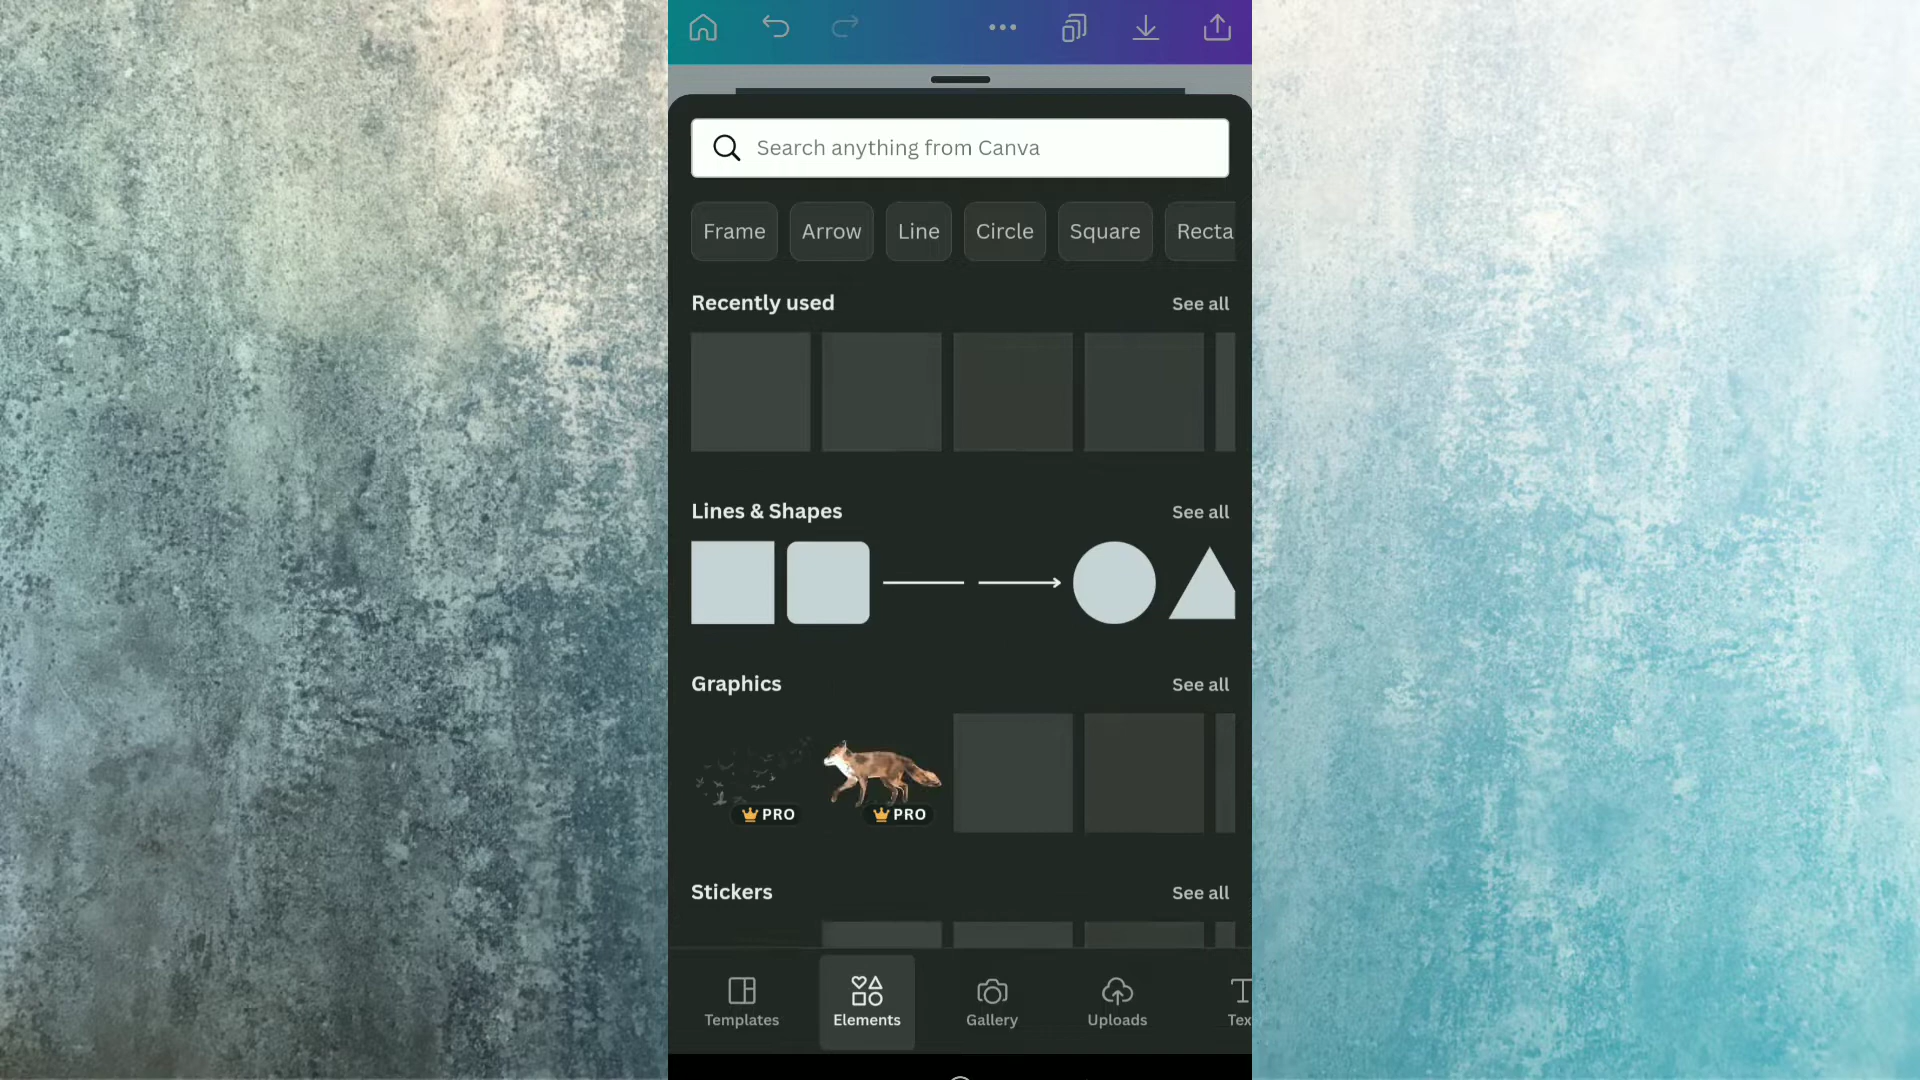 Search anything from Canva
Frame Arrow Line Circle Square Recta
Recently used See all
Lines & Shapes See all
Graphics See all
PRO PRO
Stickers See all
Templates Elements Gallery Uploads Tex